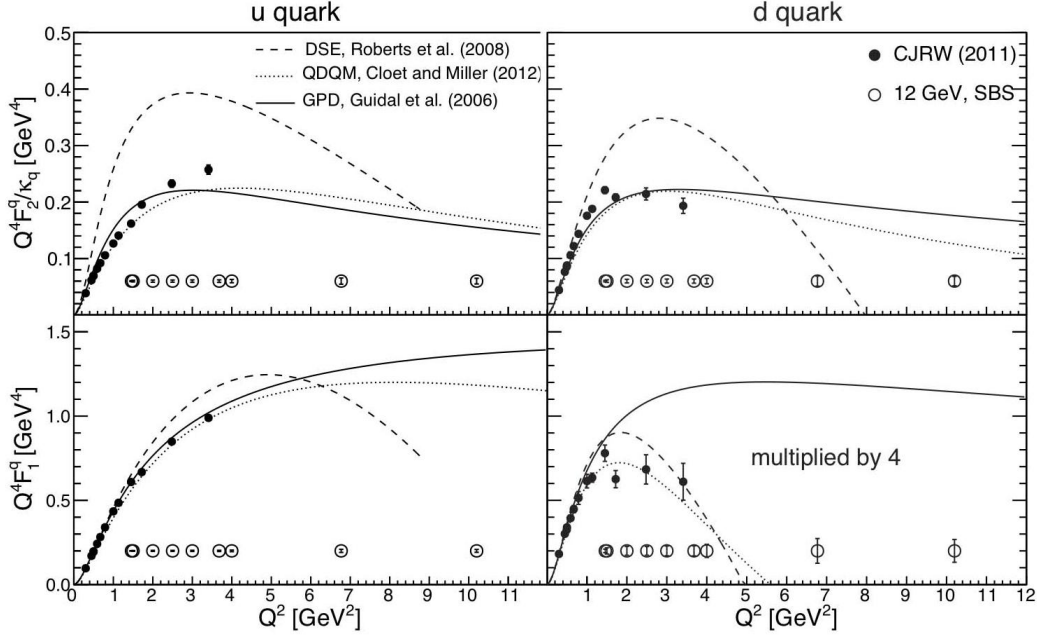 u quark
d quark
0.5
0.4
0.3
0.2
0.1
Q⁴F₂^q/κ_q [GeV⁴]
DSE, Roberts et al. (2008)
QDQM, Cloet and Miller (2012)
GPD, Guidal et al. (2006)
CJRW (2011)
12 GeV, SBS
1.5
1.0
0.5
0.0
Q⁴F₁^q [GeV⁴]
multiplied by 4
0 1 2 3 4 5 6 7 8 9 10 11
1 2 3 4 5 6 7 8 9 10 11 12
Q² [GeV²]
Q² [GeV²]